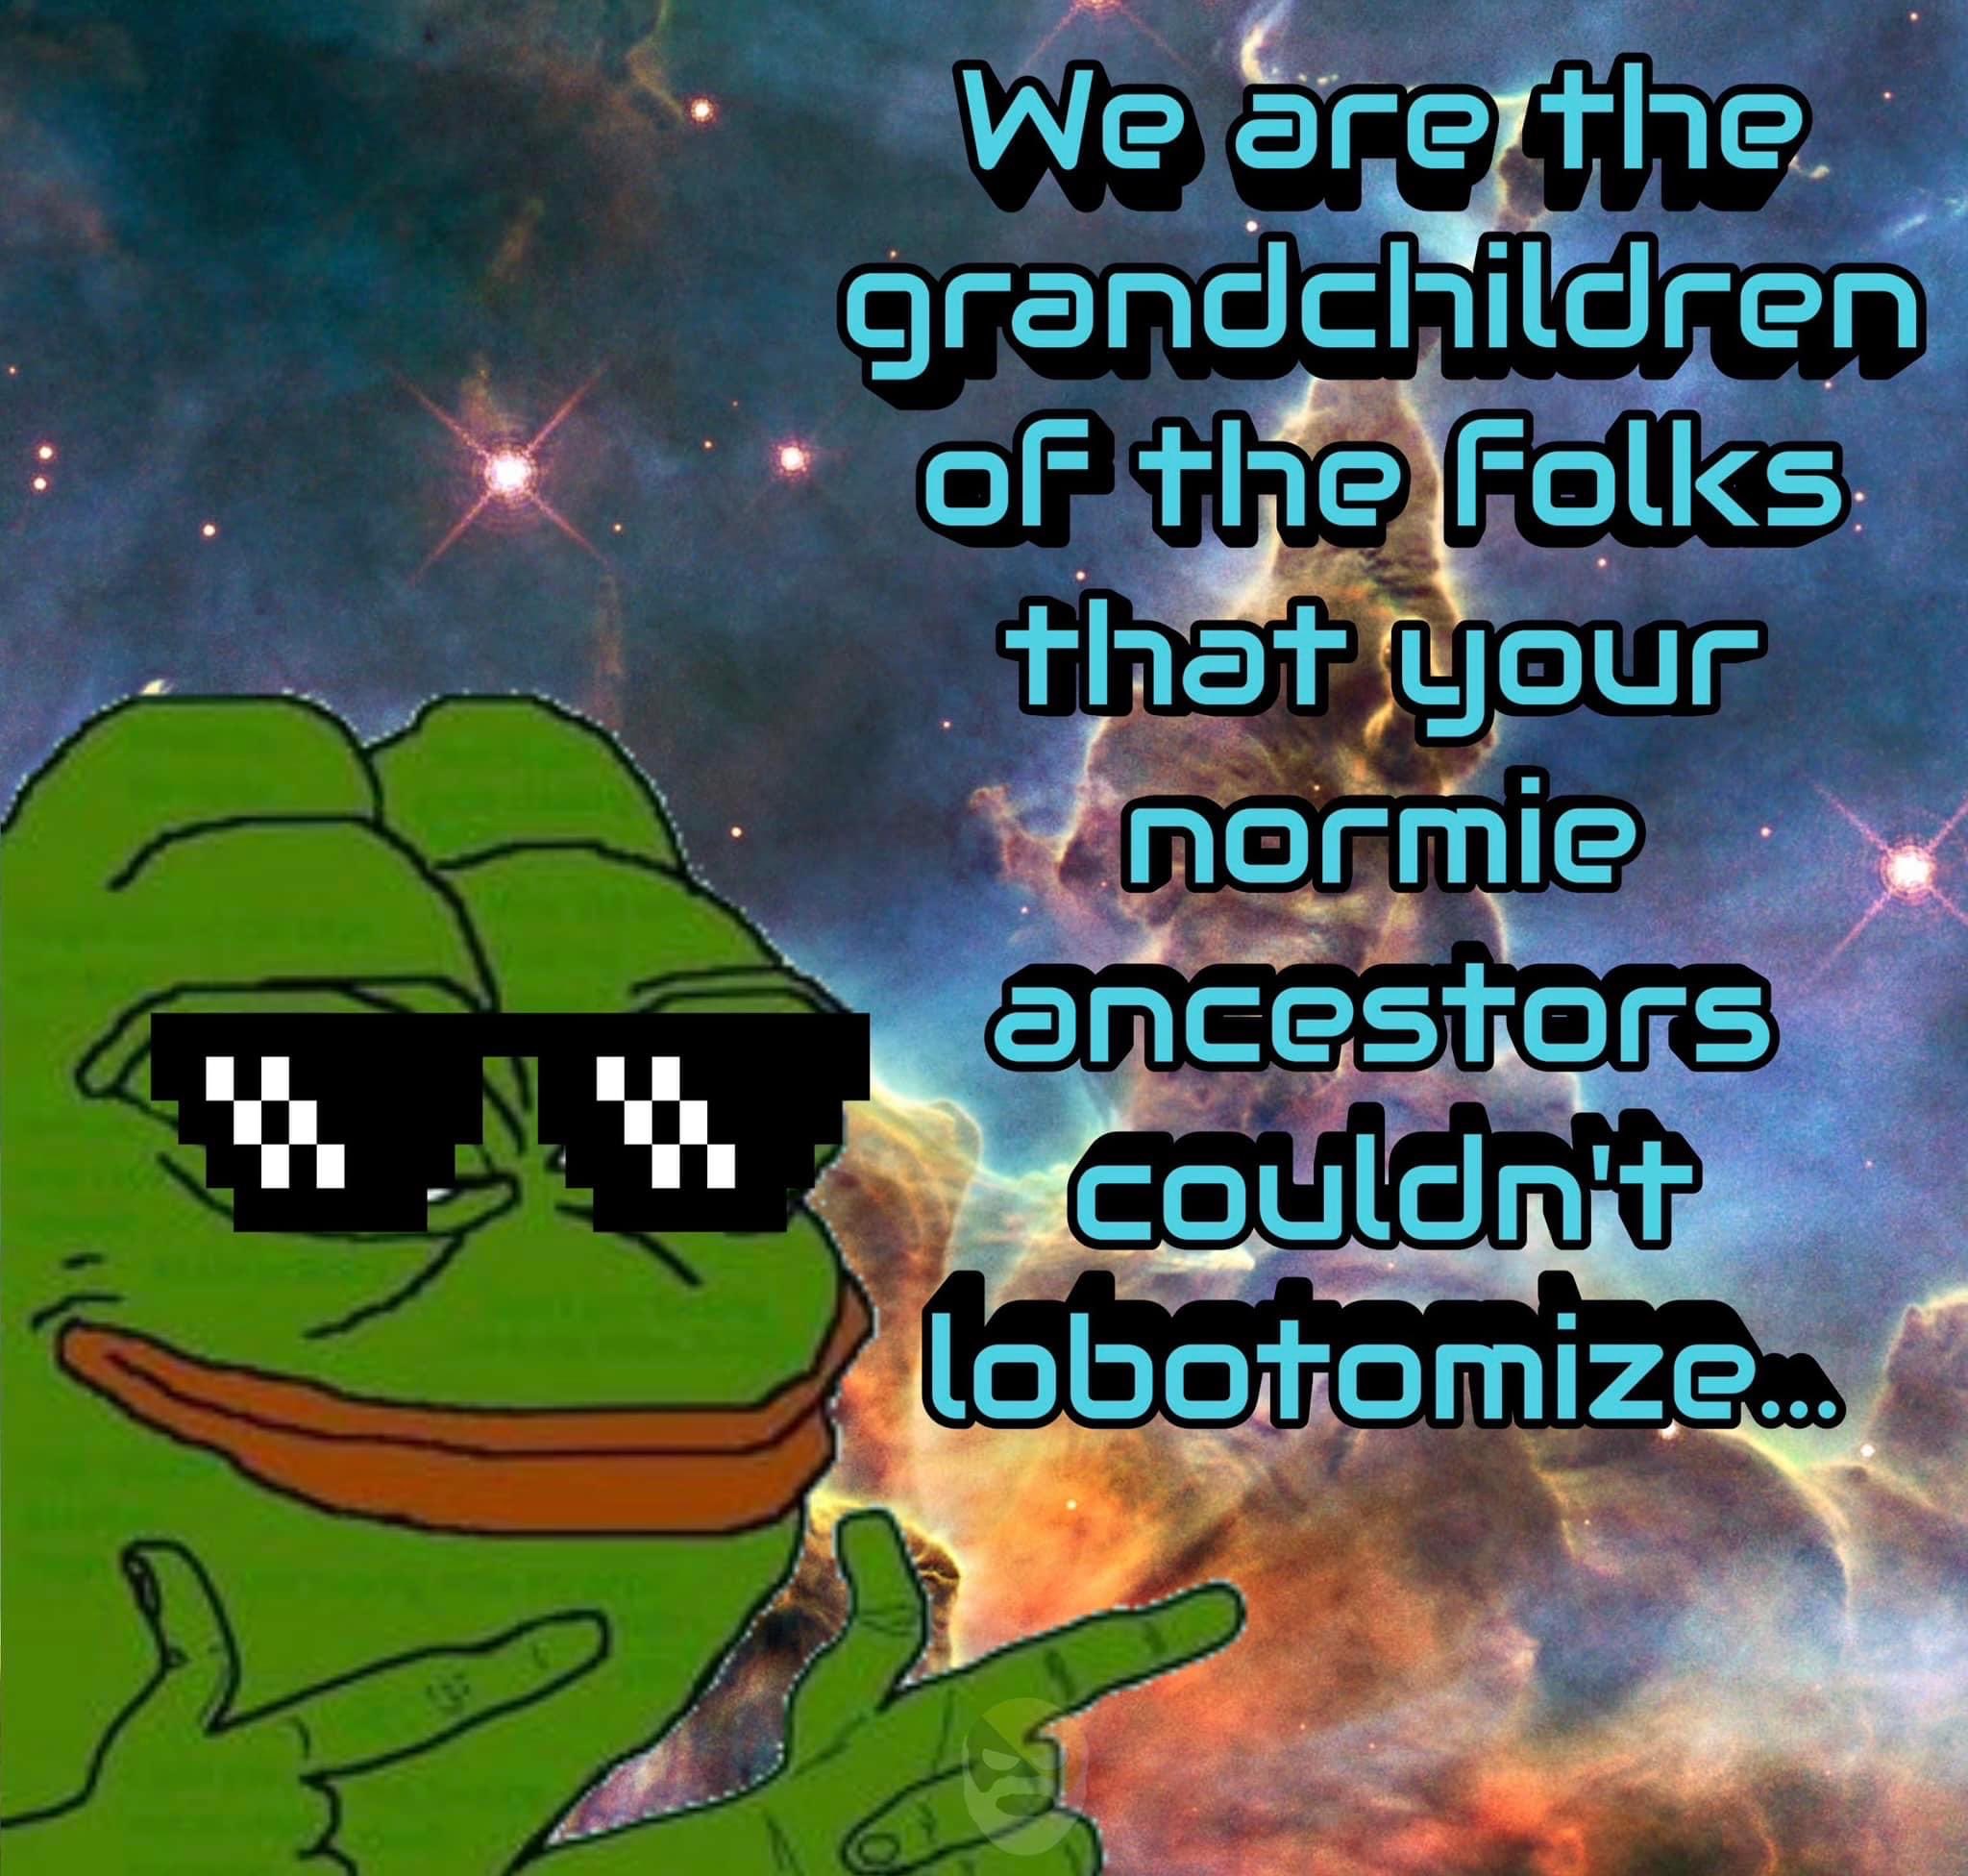 We are the
grandchildren
of the folks
that your
normie
ancestors
couldn't
lobotomize...